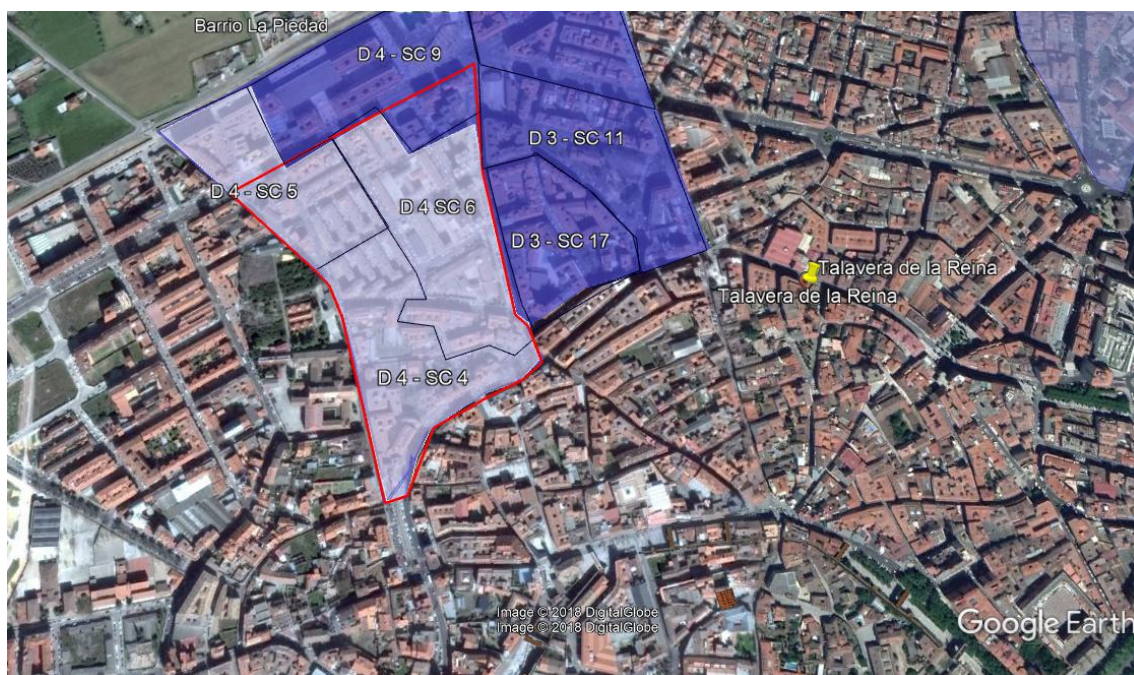 Barrio La Piedad
D 4 - SC 9
D 3 - SC 11
D 4 - SC 5
D 4 SC 6
D 3 - SC 17
Talavera de la Reina
Talavera de la Reina
D 4 - SC 4
Image © 2018 DigitalGlobe
Image © 2018 DigitalGlobe
Google Earth